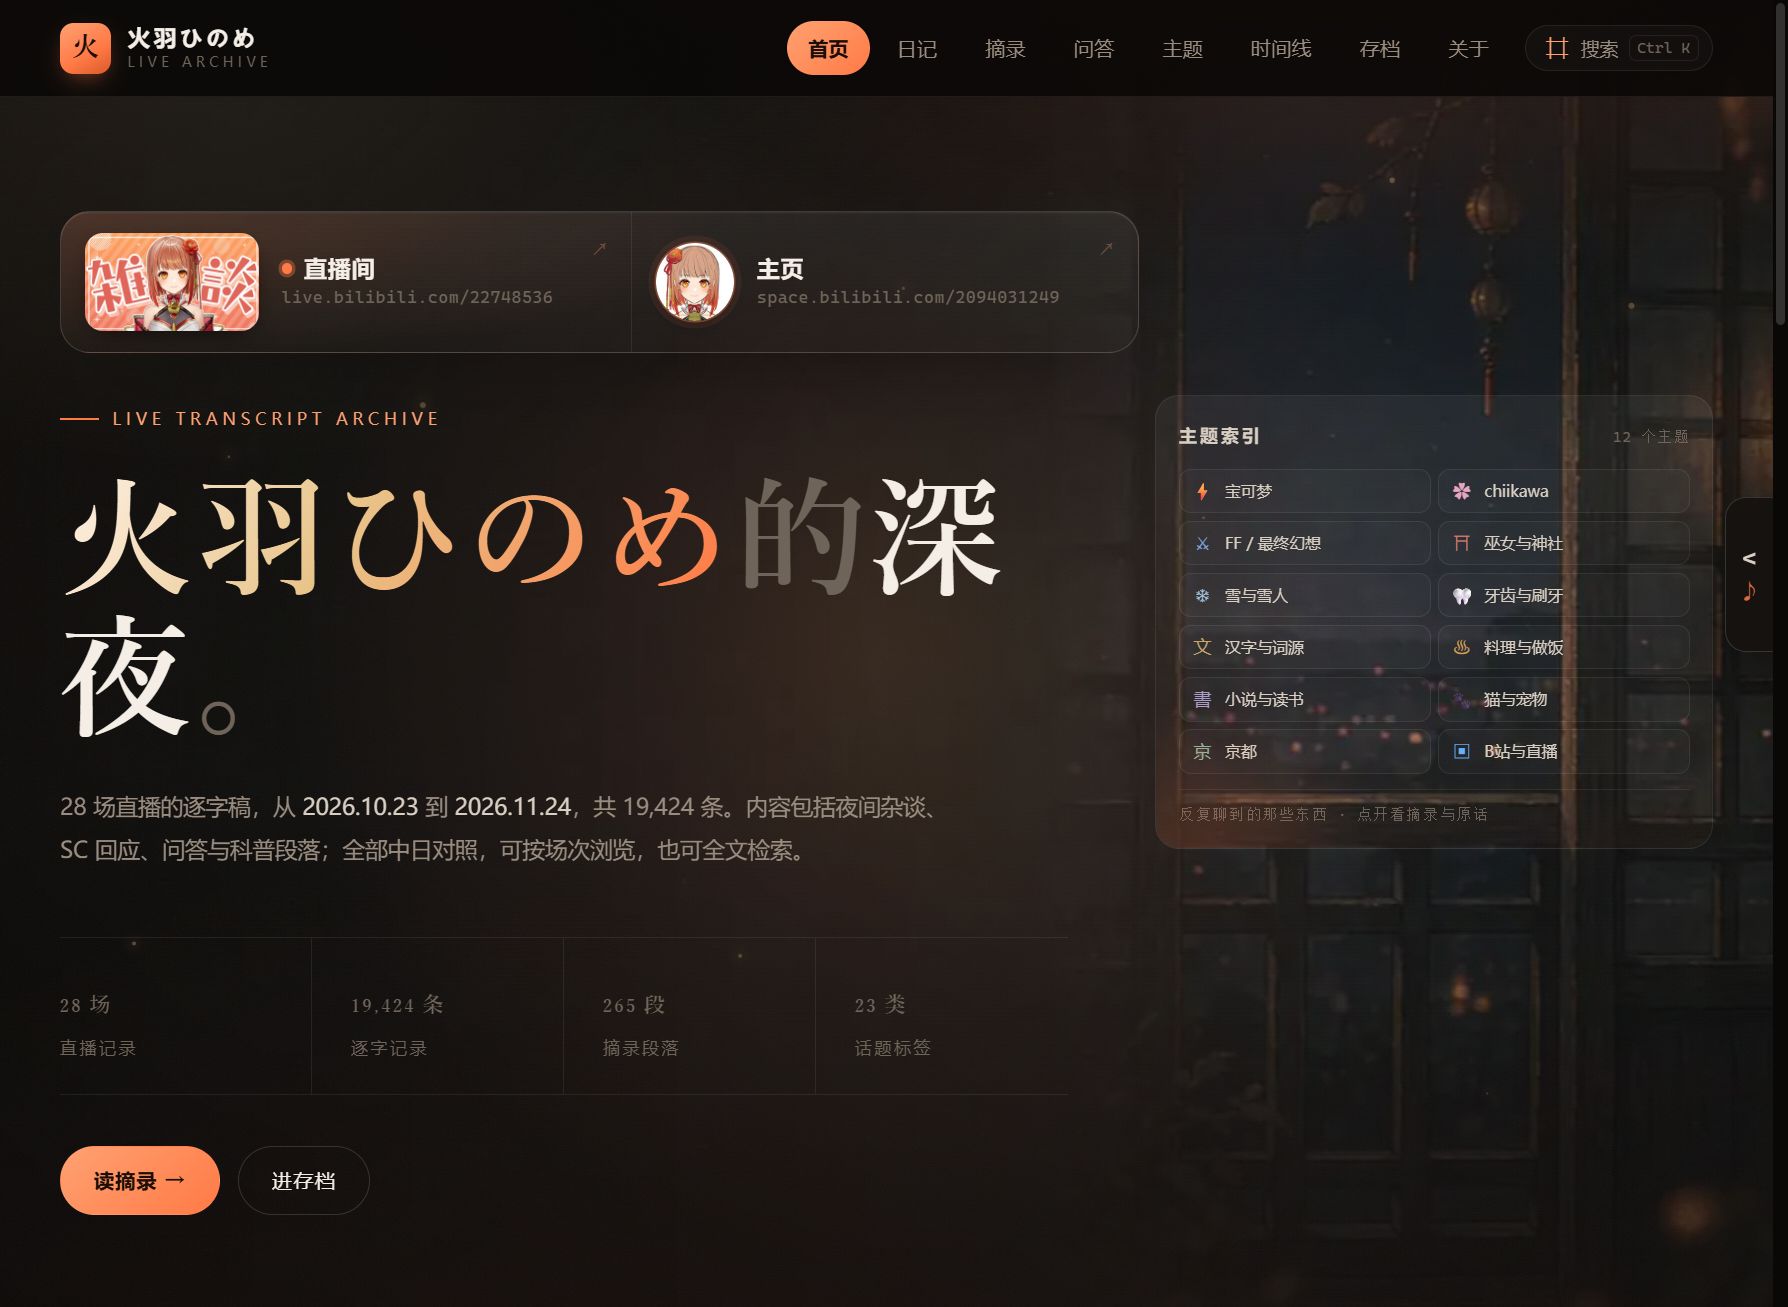 火
火羽ひのめ
LIVE ARCHIVE
首页
日记
摘录
问答
主题
时间线
存档
关于
搜索 Ctrl K
雑談
直播间
live.bilibili.com/22748536
主页
space.bilibili.com/2094031249
LIVE TRANSCRIPT ARCHIVE
火羽ひのめ的深
夜。
28 场直播的逐字稿，从 2026.10.23 到 2026.11.24，共 19,424 条。内容包括夜间杂谈、
SC 回应、问答与科普段落；全部中日对照，可按场次浏览，也可全文检索。
28 场
直播记录
19,424 条
逐字记录
265 段
摘录段落
23 类
话题标签
读摘录 →
进存档
主题索引
12 个主题
宝可梦
chiikawa
FF / 最终幻想
巫女与神社
雪与雪人
牙齿与刷牙
文 汉字与词源
料理与做饭
書 小说与读书
猫与宠物
京 京都
B站与直播
反复聊到的那些东西 · 点开看摘录与原话
<
♪